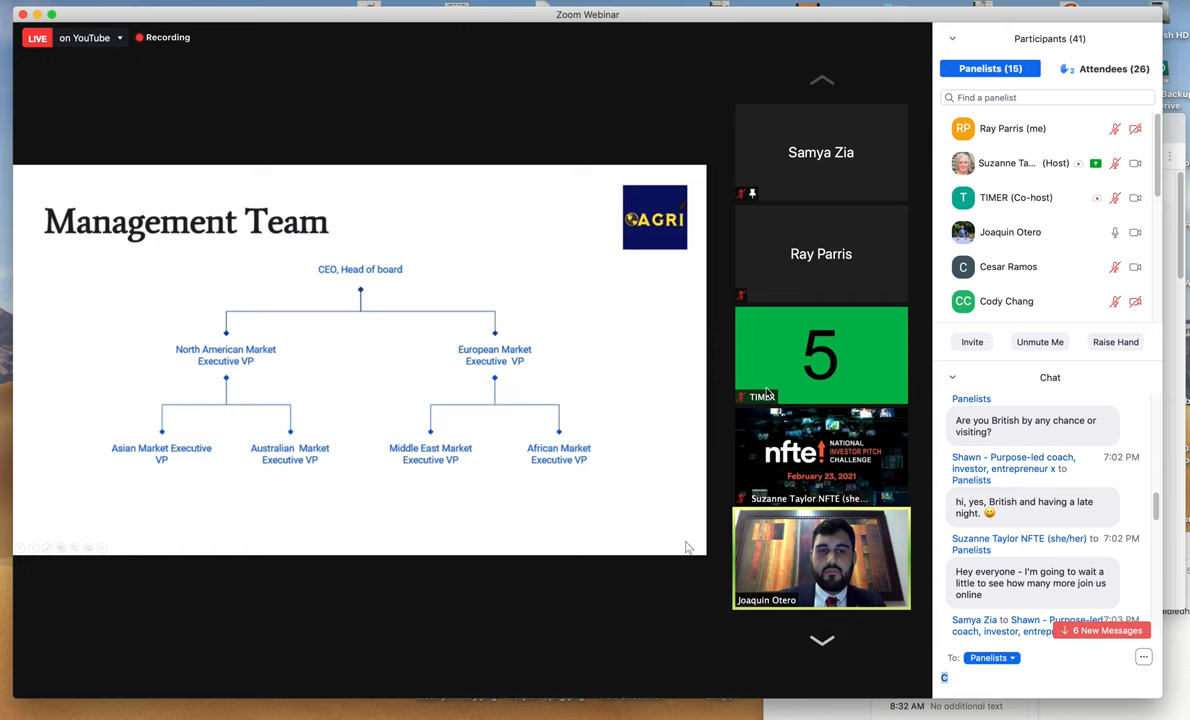 Zoom Webinar
LIVE
on YouTube
Recording
Management Team
AGRI
CEO, Head of board
North American Market
Executive VP
European Market
Executive VP
Asian Market Executive
VP
Australian Market
Executive VP
Middle East Market
Executive VP
African Market
Executive VP
Samya Zia
Ray Parris
5
TIMER
nfte!
NATIONAL
INVESTOR PITCH
CHALLENGE
February 23, 2021
Suzanne Taylor NFTE (she...
Joaquin Otero
Participants (41)
Panelists (15)
2
Attendees (26)
Find a panelist
RP
Ray Parris (me)
Suzanne Ta... (Host)
T
TIMER (Co-host)
Joaquin Otero
C
Cesar Ramos
CC
Cody Chang
Invite
Unmute Me
Raise Hand
Chat
Panelists
Are you British by any chance or
visiting?
Shawn - Purpose-led coach, 7:02 PM
investor, entrepreneur x to
Panelists
hi, yes, British and having a late
night. 😀
Suzanne Taylor NFTE (she/her) to 7:02 PM
Panelists
Hey everyone - I'm going to wait a
little to see how many more join us
online
Samya Zia to Shawn - Purpose-led 7:03 PM
coach, investor, entrepr
6 New Messages
To: Panelists
...
C
8:32 AM No additional text